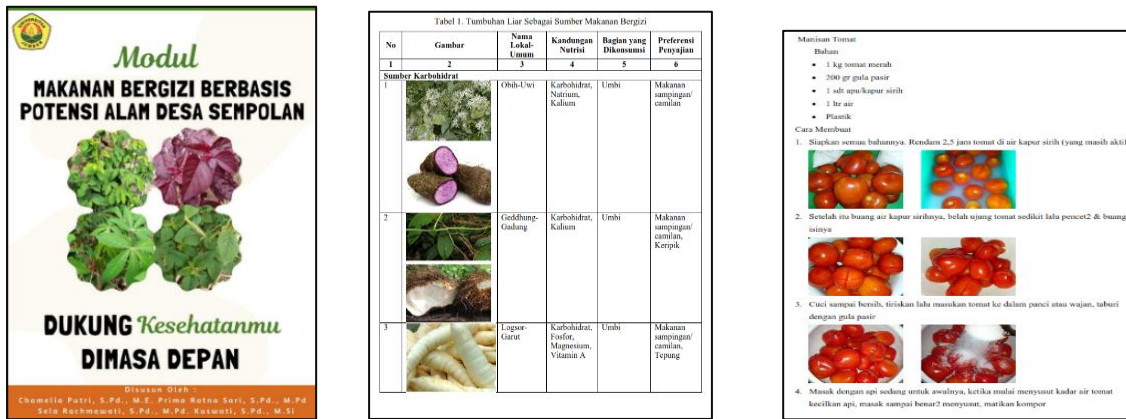 Modul
MAKANAN BERGIZI BERBASIS
POTENSI ALAM DESA SEMPOLAN
DUKUNG Kesehatanmu
DIMASA DEPAN
Disusun Oleh :
Chamelia Putri, S.Pd., M.E. Prima Ratna Sari, S.Pd., M.Pd
Sela Rachmawati, S.Pd., M.Pd. Kaswati, S.Pd., M.Si
Tabel 1. Tumbuhan Liar Sebagai Sumber Makanan Bergizi
No Gambar Nama Lokal-Umum Kandungan Nutrisi Bagian yang Dikonsumsi Preferensi Penyajian
1 2 3 4 5 6
Sumber Karbohidrat
1 Obih-Uwi Karbohidrat, Natrium, Kalium Umbi Makanan sampingan/ camilan
2 Geddhung-Gadung Karbohidrat, Kalium Umbi Makanan sampingan/ camilan, Keripik
3 Logsor-Garut Karbohidrat, Fosfor, Magnesium, Vitamin A Umbi Makanan sampingan/ camilan, Tepung
Manisan Tomat
Bahan
• 1 kg tomat merah
• 200 gr gula pasir
• 1 sdt apu/kapur sirih
• 1 ltr air
• Plastik
Cara Membuat
1. Siapkan semua bahannya. Rendam 2,5 jam tomat di air kapur sirih (yang masih aktif
2. Setelah itu buang air kapur sirihnya, belah ujung tomat sedikit lalu pencet2 & buang
isinya
3. Cuci sampai bersih, tiriskan lalu masukan tomat ke dalam panci atau wajan, taburi
dengan gula pasir
4. Masak dengan api sedang untuk awalnya, ketika mulai menyusut kadar air tomat
kecilkan api, masak sampai benar2 menyusut, matikan kompor